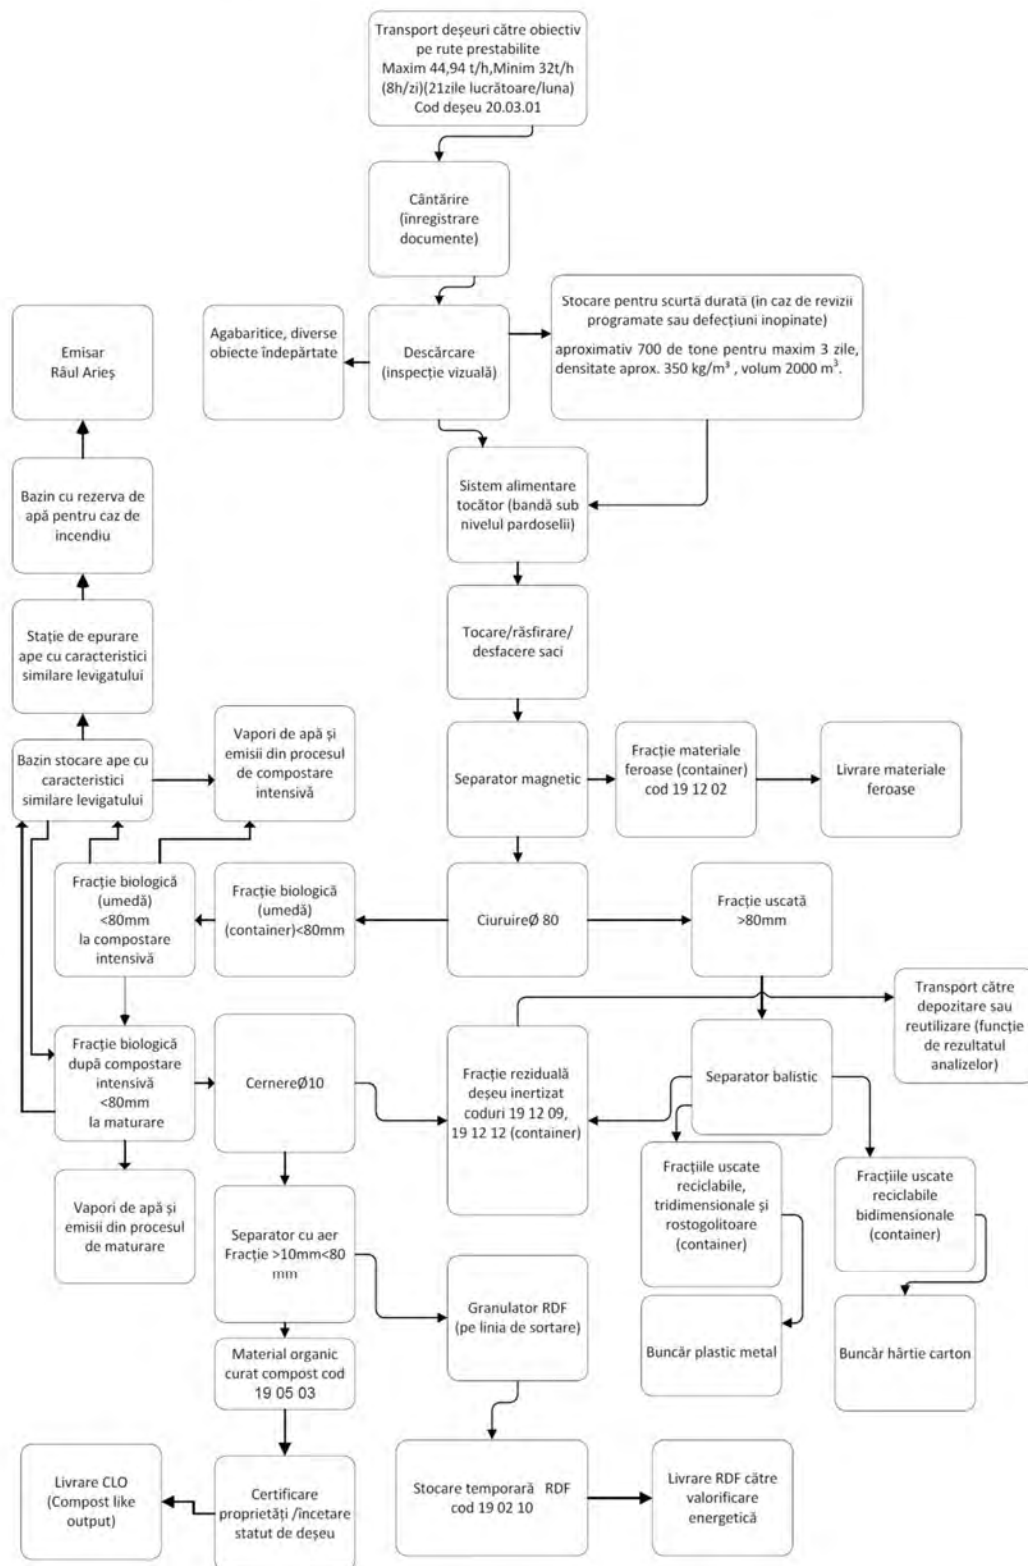 Transport deșeuri către obiectiv
pe rute prestabilite
Maxim 44,94 t/h,Minim 32t/h
(8h/zi)(21zile lucrătoare/luna)
Cod deșeu 20.03.01
Cântărire
(înregistrare
documente)
Emisar
Râul Arieș
Agabaritice, diverse
obiecte îndepărtate
Descărcare
(inspecție vizuală)
Stocare pentru scurtă durată (în caz de revizii
programate sau defecțiuni inopinate)
aproximativ 700 de tone pentru maxim 3 zile,
densitate aprox. 350 kg/m³ , volum 2000 m³.
Bazin cu rezerva de
apă pentru caz de
incendiu
Sistem alimentare
tocător (bandă sub
nivelul pardoselii)
Stație de epurare
ape cu caracteristici
similare levigatului
Tocare/răsfirare/
desfacere saci
Bazin stocare ape cu
caracteristici
similare levigatului
Vapori de apă și
emisii din procesul
de compostare
intensivă
Separator magnetic
Fracție materiale
feroase (container)
cod 19 12 02
Livrare materiale
feroase
Fracție biologică
(umedă)
<80mm
la compostare
intensivă
Fracție biologică
(umedă)
(container)<80mm
CiuruireØ 80
Fracție uscată
>80mm
Transport către
depozitare sau
reutilizare (funcție
de rezultatul
analizelor)
Fracție biologică
după compostare
intensivă
<80mm
la maturare
CernereØ10
Fracție reziduală
deșeu inertizat
coduri 19 12 09,
19 12 12 (container)
Separator balistic
Vapori de apă și
emisii din procesul
de maturare
Separator cu aer
Fracție >10mm<80
mm
Fracțiile uscate
reciclabile,
tridimensionale și
rostogolitoare
(container)
Fracțiile uscate
reciclabile
bidimensionale
(container)
Granulator RDF
(pe linia de sortare)
Buncăr plastic metal
Buncăr hârtie carton
Material organic
curat compost cod
19 05 03
Livrare CLO
(Compost like
output)
Certificare
proprietăți /încetare
statut de deșeu
Stocare temporară RDF
cod 19 02 10
Livrare RDF către
valorificare
energetică